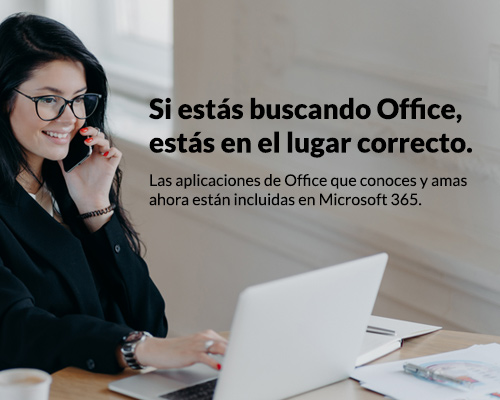 Si estás buscando Office,
estás en el lugar correcto.
Las aplicaciones de Office que conoces y amas
ahora están incluidas en Microsoft 365.